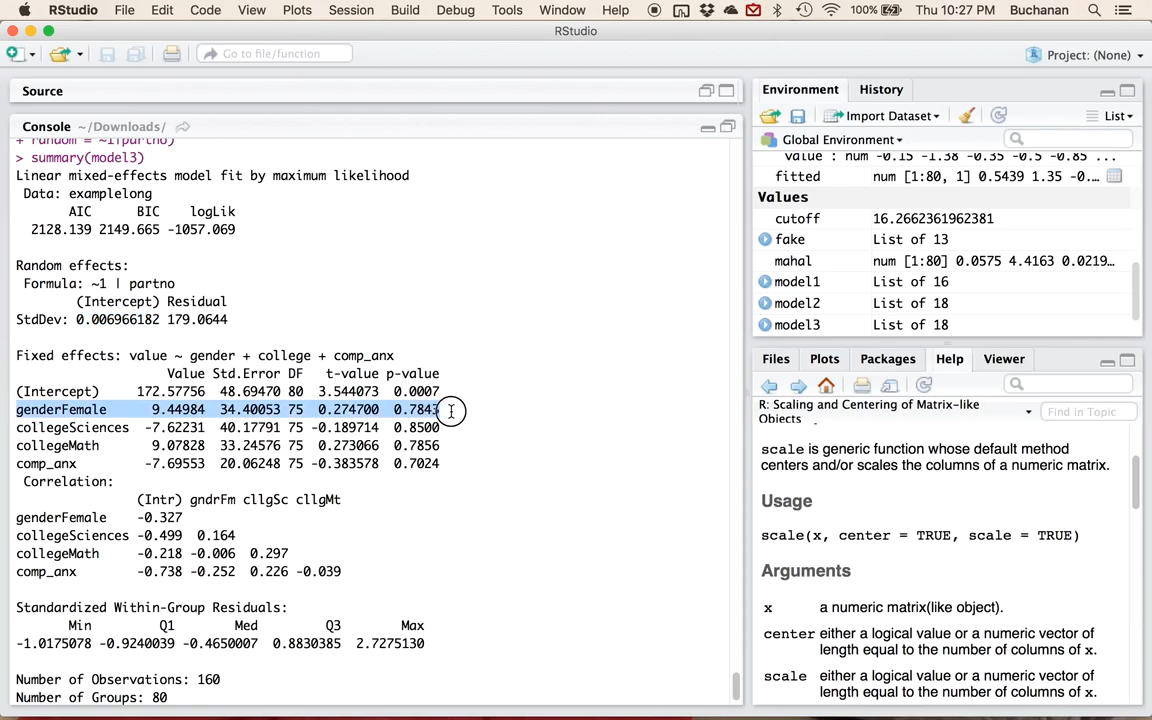 RStudio File Edit Code View Plots Session Build Debug Tools Window Help 100% Thu 10:27 PM Buchanan
RStudio
Go to file/function
Project: (None)
Source
Console ~/Downloads/
+ random = ~1|partno)
> summary(model3)
Linear mixed-effects model fit by maximum likelihood
Data: examplelong
AIC BIC logLik
2128.139 2149.665 -1057.069
Random effects:
Formula: ~1 | partno
(Intercept) Residual
StdDev: 0.006966182 179.0644
Fixed effects: value ~ gender + college + comp_anx
Value Std.Error DF t-value p-value
(Intercept) 172.57756 48.69470 80 3.544073 0.0007
genderFemale 9.44984 34.40053 75 0.274700 0.7843
collegeSciences -7.62231 40.17791 75 -0.189714 0.8500
collegeMath 9.07828 33.24576 75 0.273066 0.7856
comp_anx -7.69553 20.06248 75 -0.383578 0.7024
Correlation:
(Intr) gndrFm cllgSc cllgMt
genderFemale -0.327
collegeSciences -0.499 0.164
collegeMath -0.218 -0.006 0.297
comp_anx -0.738 -0.252 0.226 -0.039
Standardized Within-Group Residuals:
Min Q1 Med Q3 Max
-1.0175078 -0.9240039 -0.4650007 0.8830385 2.7275130
Number of Observations: 160
Number of Groups: 80
Environment History
Import Dataset List
Global Environment
value : num -0.15 -1.38 -0.35 -0.5 -0.85 ...
fitted num [1:80, 1] 0.5439 1.35 -0.…
Values
cutoff 16.2662361962381
fake List of 13
mahal num [1:80] 0.0575 4.4163 0.0219…
model1 List of 16
model2 List of 18
model3 List of 18
Files Plots Packages Help Viewer
R: Scaling and Centering of Matrix-like Objects
Find in Topic
scale is generic function whose default method
centers and/or scales the columns of a numeric matrix.
Usage
scale(x, center = TRUE, scale = TRUE)
Arguments
x a numeric matrix(like object).
center either a logical value or a numeric vector of
length equal to the number of columns of x.
scale either a logical value or a numeric vector of
length equal to the number of columns of x.